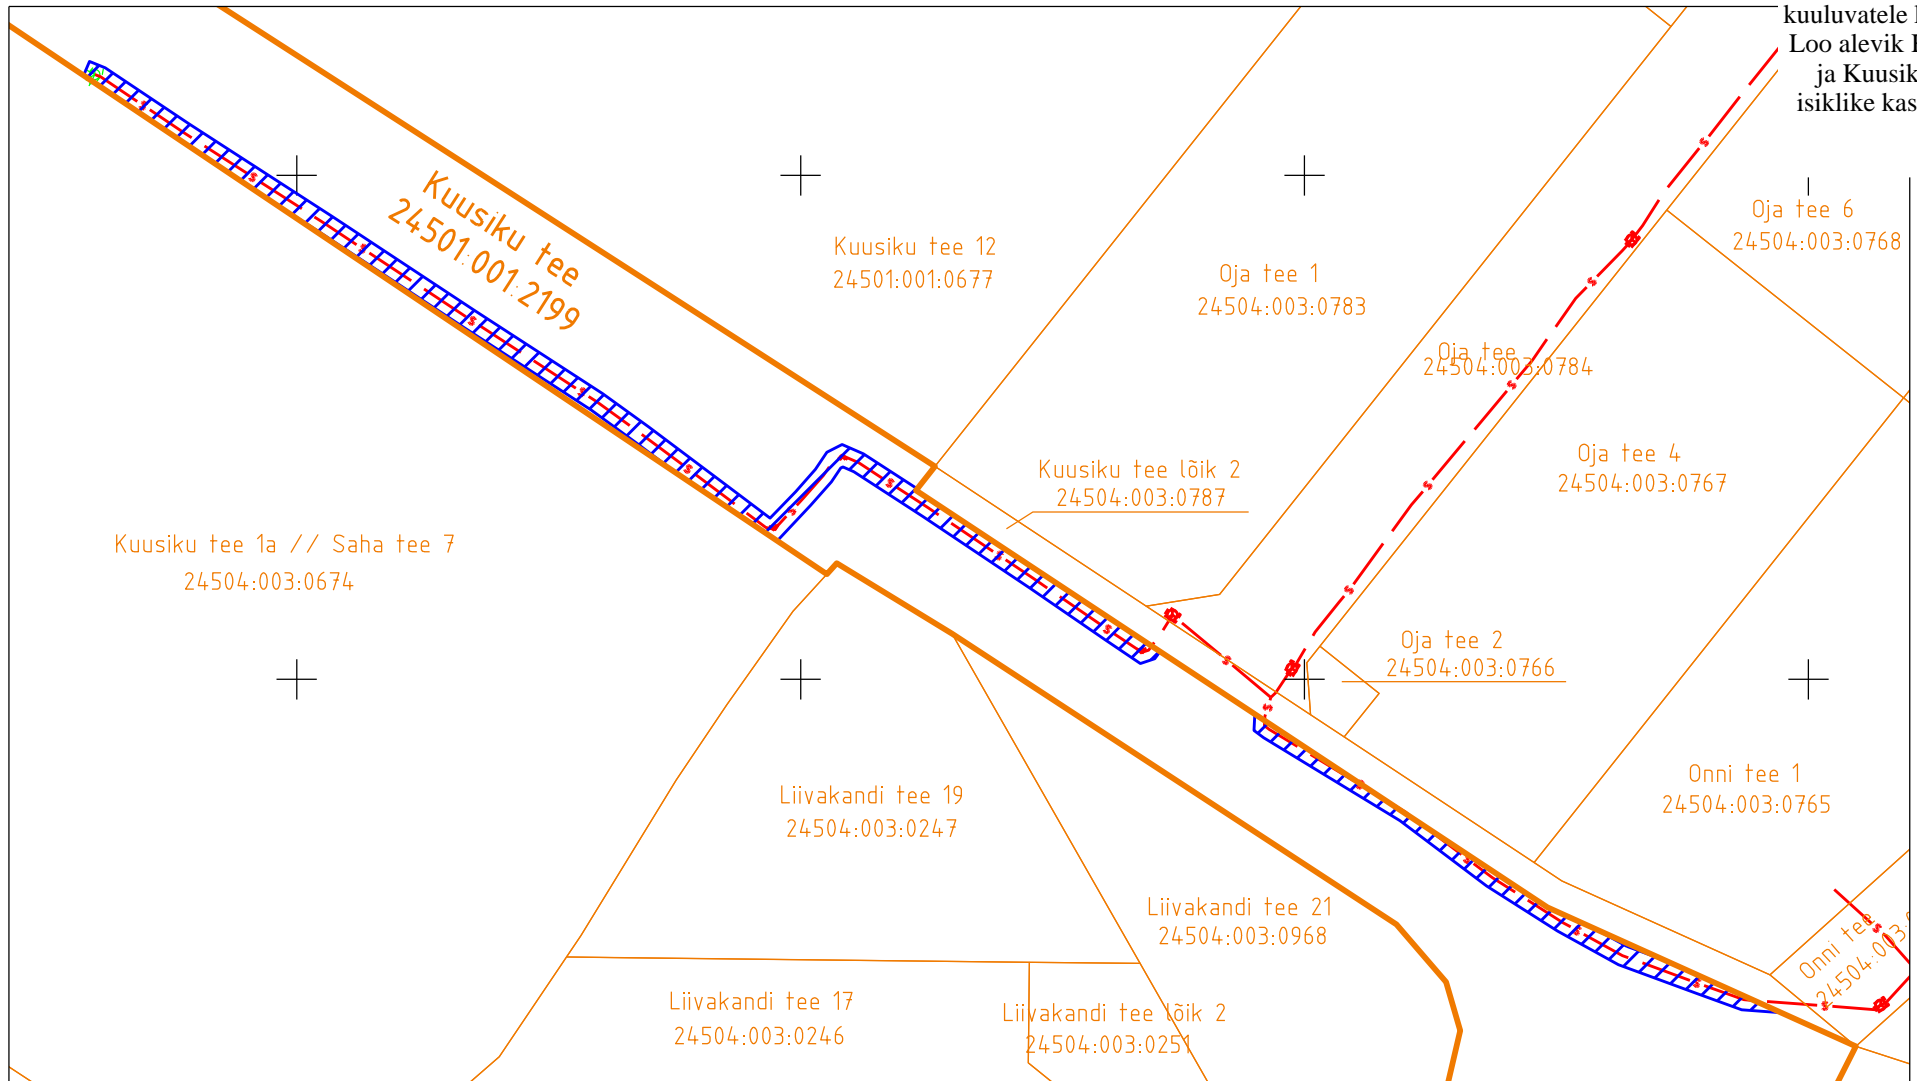 kuuluvatele
Loo alevik
ja Kuusik
isiklike kas
Kuusiku tee
24501:001:2199
Kuusiku tee 12
24501:001:0677
Oja tee 1
24504:003:0783
Oja tee 6
24504:003:0768
Oja tee
24504:003:0784
Oja tee 4
24504:003:0767
Kuusiku tee lõik 2
24504:003:0787
Kuusiku tee 1a // Saha tee 7
24504:003:0674
Oja tee 2
24504:003:0766
Onni tee 1
24504:003:0765
Liivakandi tee 19
24504:003:0247
Liivakandi tee 21
24504:003:0968
Onni tee
24504:003:
Liivakandi tee 17
24504:003:0246
Liivakandi tee lõik 2
24504:003:0251